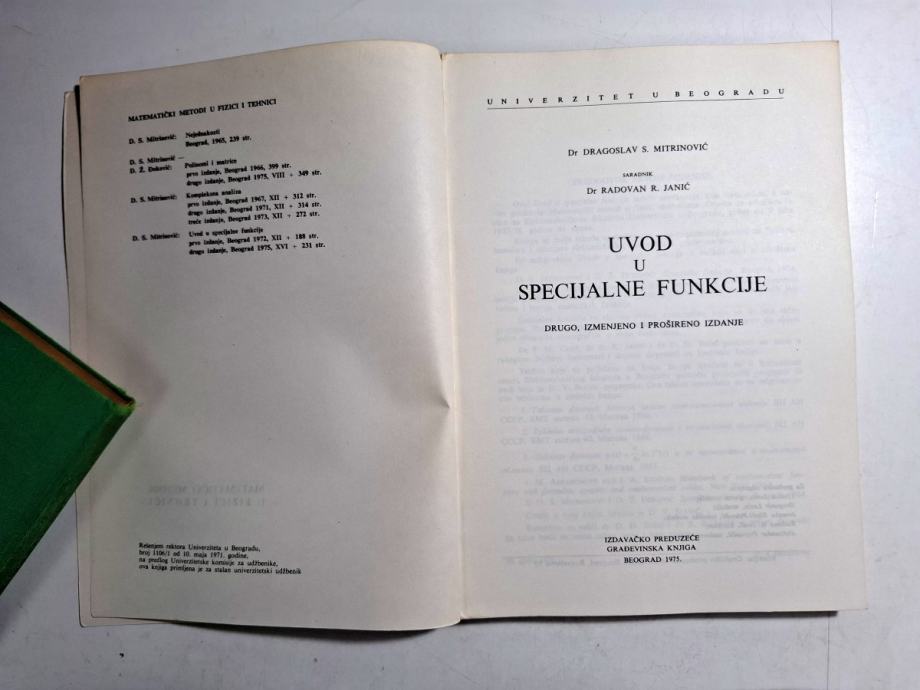 MATEMATIČKI METODI U FIZICI I TEHNICI
D. S. Mitrinović: Nejednakosti
Beograd, 1965, 239 str.
D. S. Mitrinović —
D. Ž. Đoković: Polinomi i matrice
prvo izdanje, Beograd 1966, 399 str.
drugo izdanje, Beograd 1975, VIII + 349 str.
D. S. Mitrinović: Kompleksna analiza
prvo izdanje, Beograd 1967, XII + 312 str.
drugo izdanje, Beograd 1971, XII + 314 str.
treće izdanje, Beograd 1973, XII + 272 str.
D. S. Mitrinović: Uvod u specijalne funkcije
prvo izdanje, Beograd 1972, XII + 188 str.
drugo izdanje, Beograd 1975, XVI + 231 str.
Rešenjem rektora Univerziteta u Beogradu,
broj 1106/1 od 10. maja 1971. godine,
na predlog Univerzitetske komisije za udžbenike,
ova knjiga primljena je za stalan univerzitetski udžbenik
UNIVERZITET U BEOGRADU
Dr DRAGOSLAV S. MITRINOVIĆ
SARADNIK
Dr RADOVAN R. JANIĆ
UVOD
U
SPECIJALNE FUNKCIJE
DRUGO, IZMENJENO I PROŠIRENO IZDANJE
IZDAVAČKO PREDUZEĆE
GRAĐEVINSKA KNJIGA
BEOGRAD 1975.